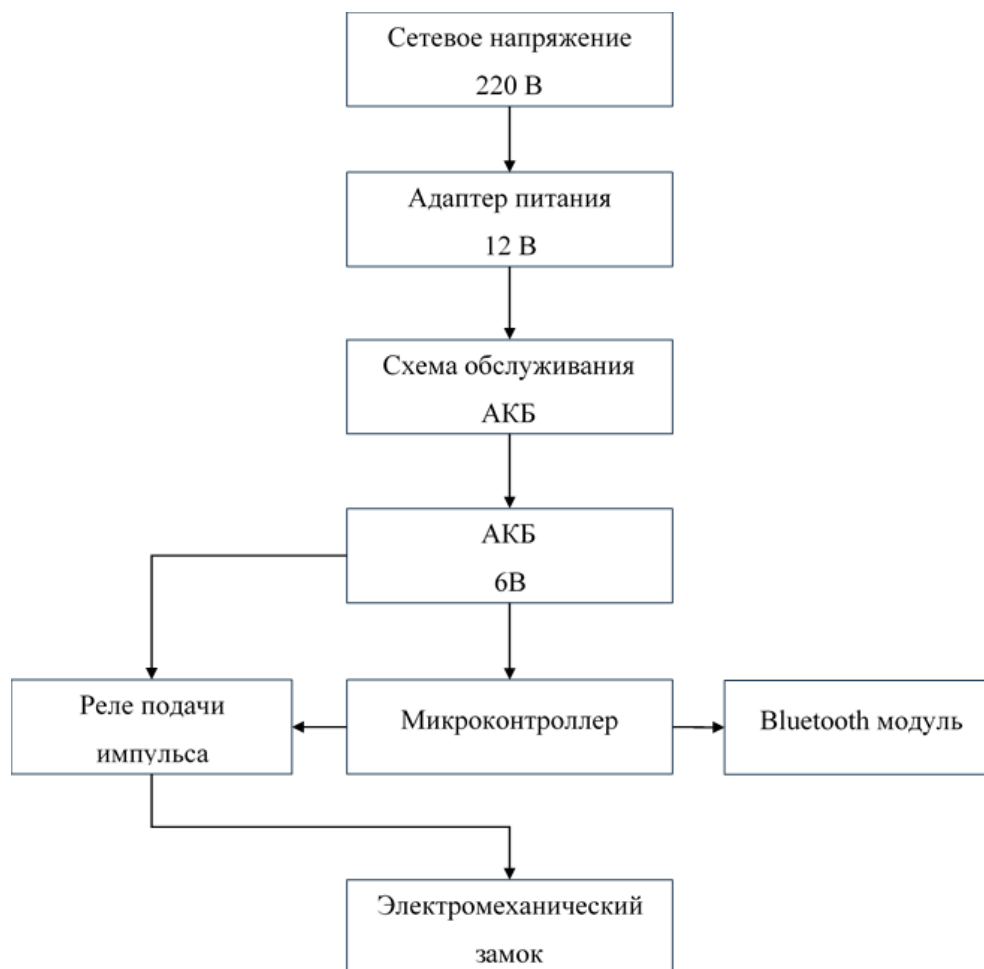 Сетевое напряжение
220 В
Адаптер питания
12 В
Схема обслуживания
АКБ
АКБ
6В
Реле подачи
импульса
Микроконтроллер
Bluetooth модуль
Электромеханический
замок